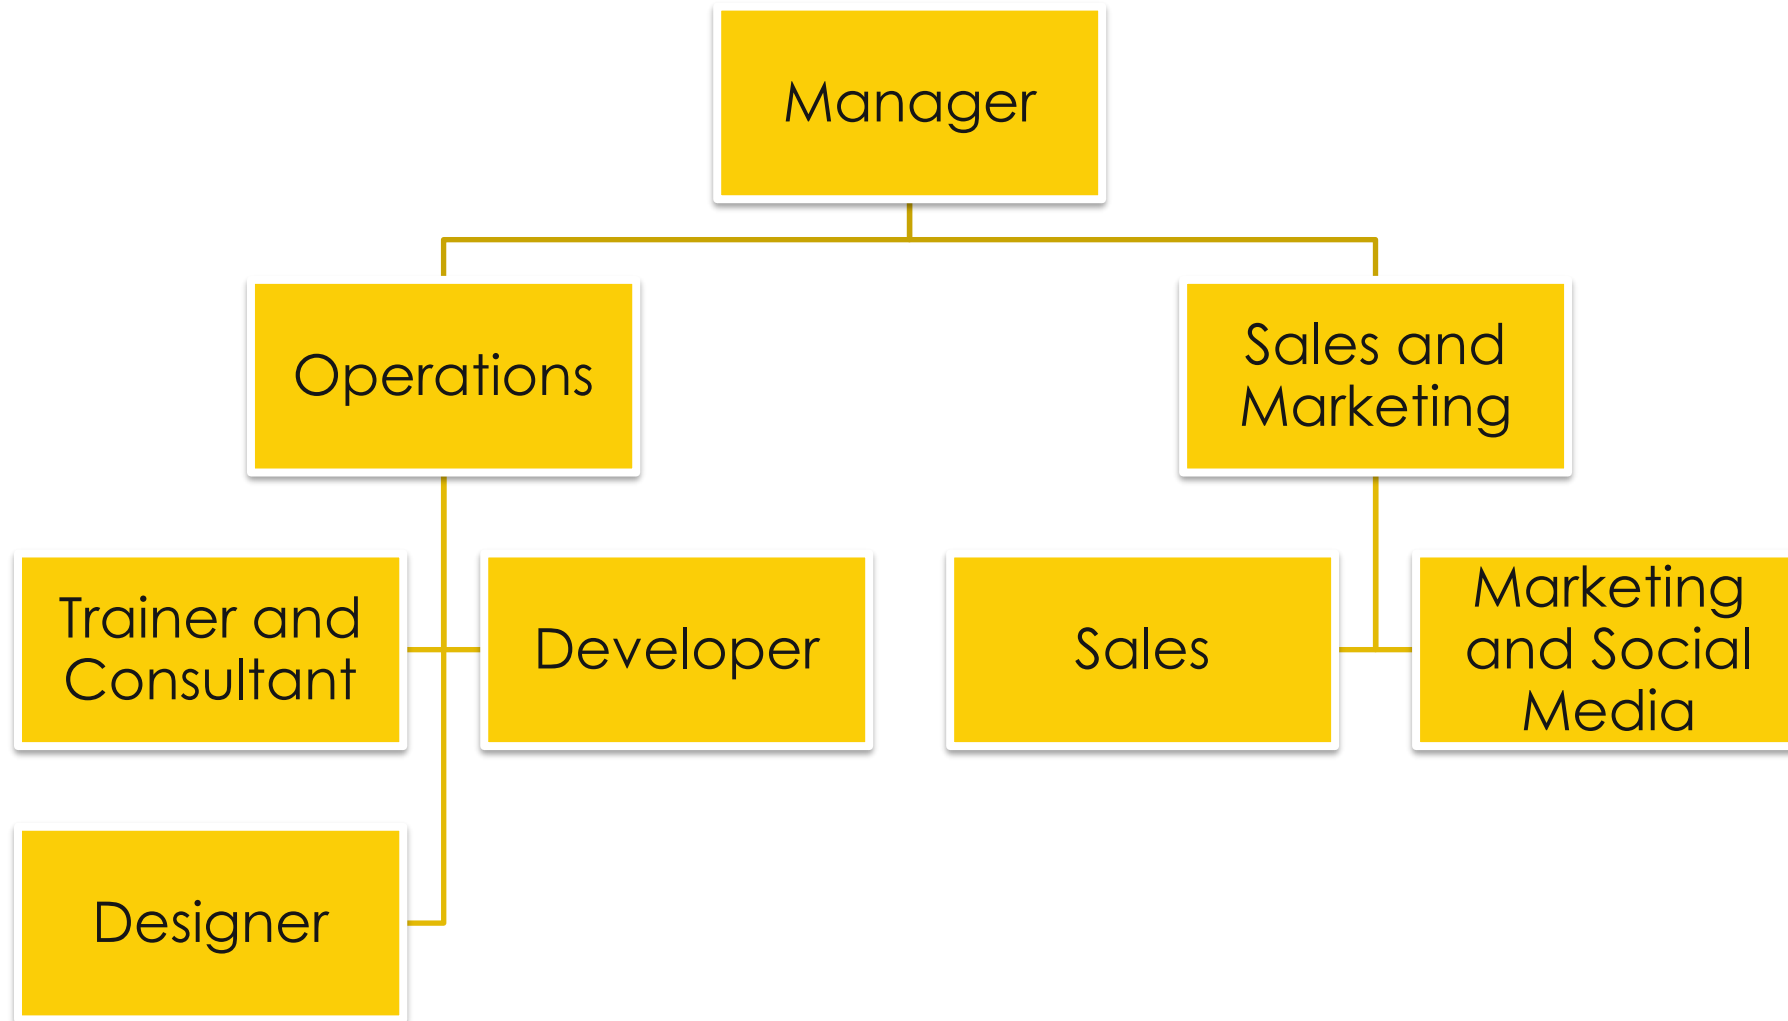 Manager
Operations
Sales and
Marketing
Trainer and
Consultant
Developer
Sales
Marketing
and Social
Media
Designer